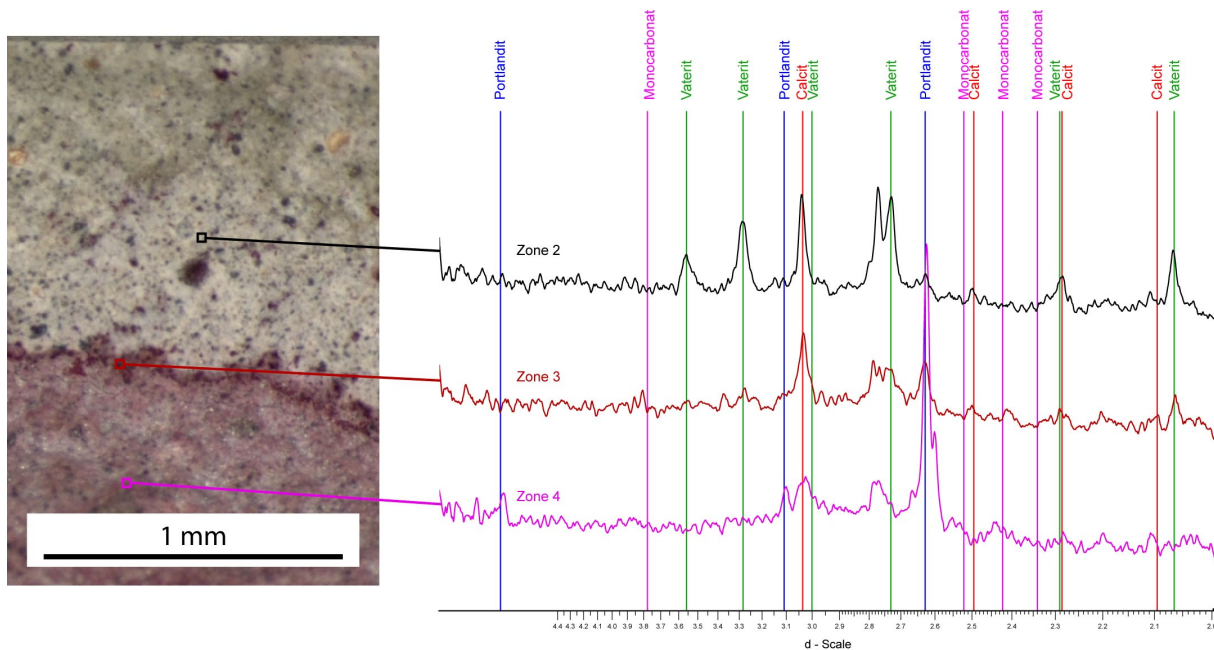 Portlandit
Monocarbonat
Vaterit
Vaterit
Portlandit
Calcit
Vaterit
Vaterit
Portlandit
Monocarbonat
Calcit
Monocarbonat
Monocarbonat
Vaterit
Calcit
Calcit
Vaterit
Zone 2
Zone 3
Zone 4
1 mm
4.4 4.3 4.2 4.1 4.0 3.9 3.8 3.7 3.6 3.5 3.4 3.3 3.2 3.1 3.0 2.9 2.8 2.7 2.6 2.5 2.4 2.3 2.2 2.1
d - Scale